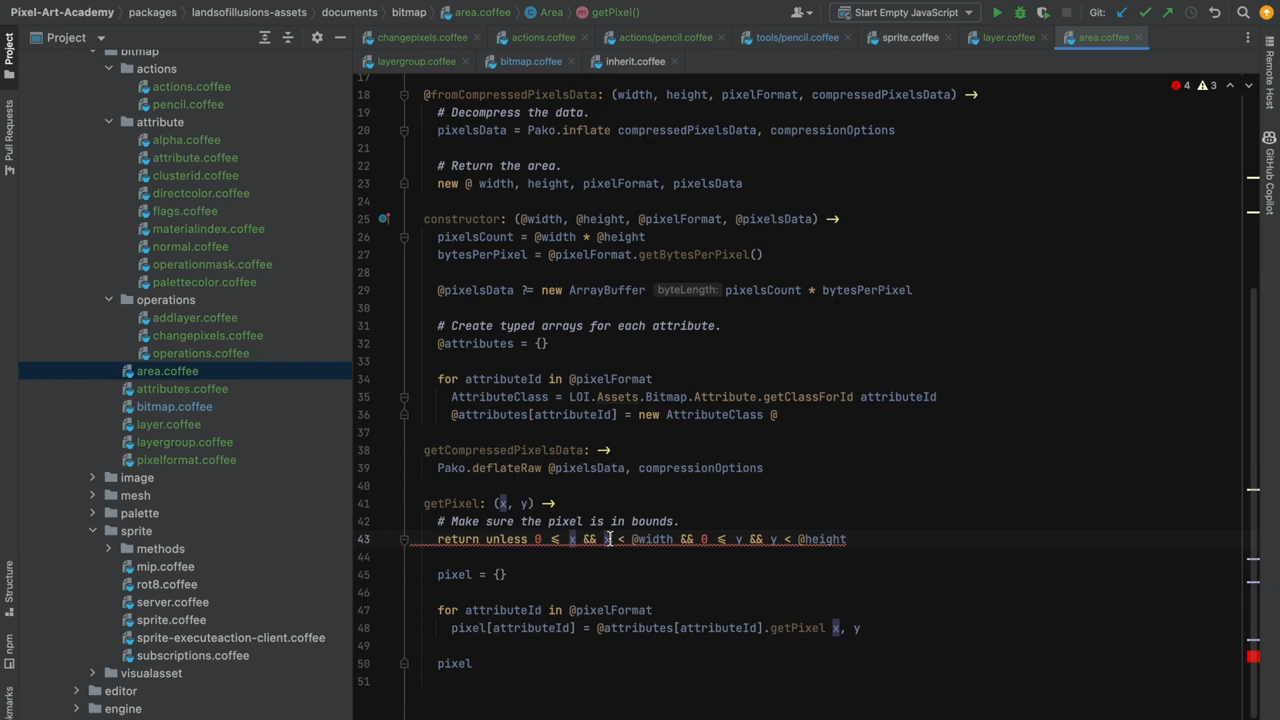 Pixel-Art-Academy › packages › landsofillusions-assets › documents › bitmap › area.coffee › Area › getPixel()
Start Empty JavaScript
Git:
Project
changepixels.coffee
actions.coffee
actions/pencil.coffee
tools/pencil.coffee
sprite.coffee
layer.coffee
area.coffee
layergroup.coffee
bitmap.coffee
inherit.coffee
Project
Pull Requests
Structure
npm
Remote Host
GitHub Copilot
4
3
bitmap
actions
actions.coffee
pencil.coffee
attribute
alpha.coffee
attribute.coffee
clusterid.coffee
directcolor.coffee
flags.coffee
materialindex.coffee
normal.coffee
operationmask.coffee
palettecolor.coffee
operations
addlayer.coffee
changepixels.coffee
operations.coffee
area.coffee
attributes.coffee
bitmap.coffee
layer.coffee
layergroup.coffee
pixelformat.coffee
image
mesh
palette
sprite
methods
mip.coffee
rot8.coffee
server.coffee
sprite.coffee
sprite-executeaction-client.coffee
subscriptions.coffee
visualasset
editor
engine
17
18 @fromCompressedPixelsData: (width, height, pixelFormat, compressedPixelsData) →
19 # Decompress the data.
20 pixelsData = Pako.inflate compressedPixelsData, compressionOptions
21
22 # Return the area.
23 new @ width, height, pixelFormat, pixelsData
24
25 constructor: (@width, @height, @pixelFormat, @pixelsData) →
26 pixelsCount = @width * @height
27 bytesPerPixel = @pixelFormat.getBytesPerPixel()
28
29 @pixelsData ?= new ArrayBuffer byteLength: pixelsCount * bytesPerPixel
30
31 # Create typed arrays for each attribute.
32 @attributes = {}
33
34 for attributeId in @pixelFormat
35 AttributeClass = LOI.Assets.Bitmap.Attribute.getClassForId attributeId
36 @attributes[attributeId] = new AttributeClass @
37
38 getCompressedPixelsData: →
39 Pako.deflateRaw @pixelsData, compressionOptions
40
41 getPixel: (x, y) →
42 # Make sure the pixel is in bounds.
43 return unless 0 ≤ x && x < @width && 0 ≤ y && y < @height
44
45 pixel = {}
46
47 for attributeId in @pixelFormat
48 pixel[attributeId] = @attributes[attributeId].getPixel x, y
49
50 pixel
51